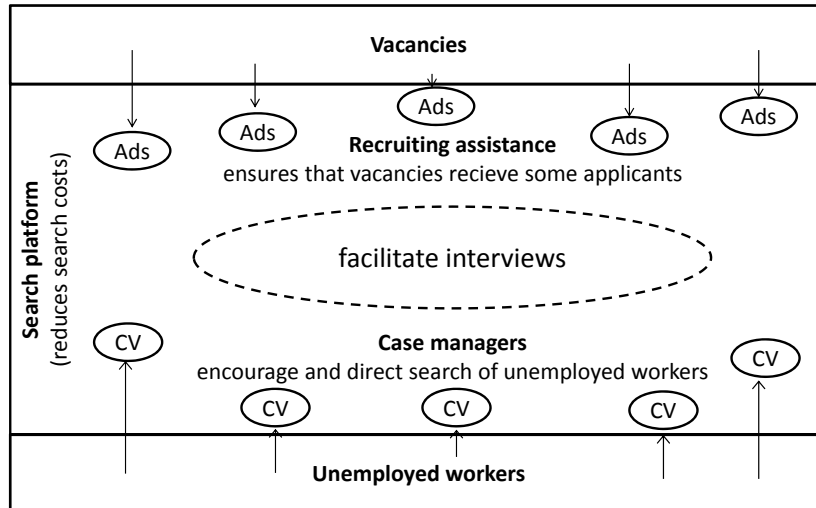 Vacancies
Ads
Ads
Ads
Ads
Ads
Recruiting assistance
ensures that vacancies recieve some applicants
Search platform
(reduces search costs)
facilitate interviews
CV
Case managers
encourage and direct search of unemployed workers
CV
CV
CV
CV
Unemployed workers